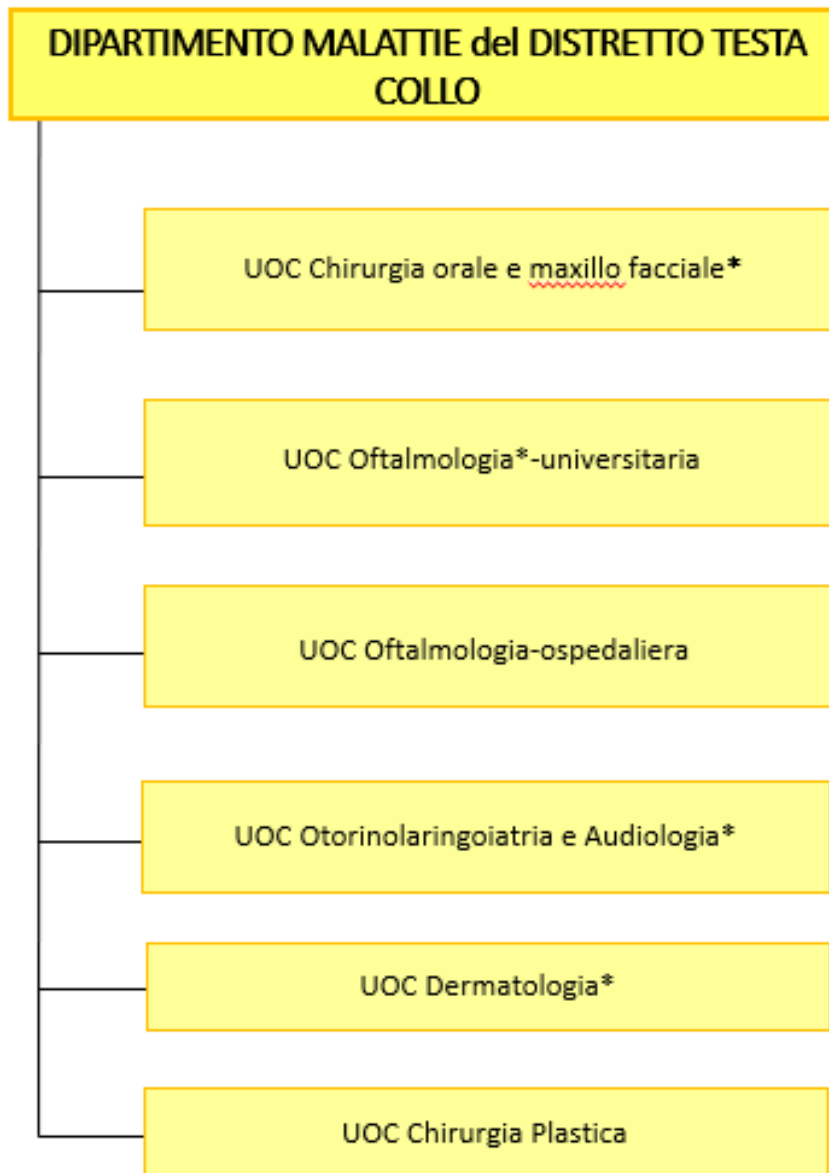 DIPARTIMENTO MALATTIE del DISTRETTO TESTA
COLLO
UOC Chirurgia orale e maxillo facciale*
UOC Oftalmologia*-universitaria
UOC Oftalmologia-ospedaliera
UOC Otorinolaringoiatria e Audiologia*
UOC Dermatologia*
UOC Chirurgia Plastica